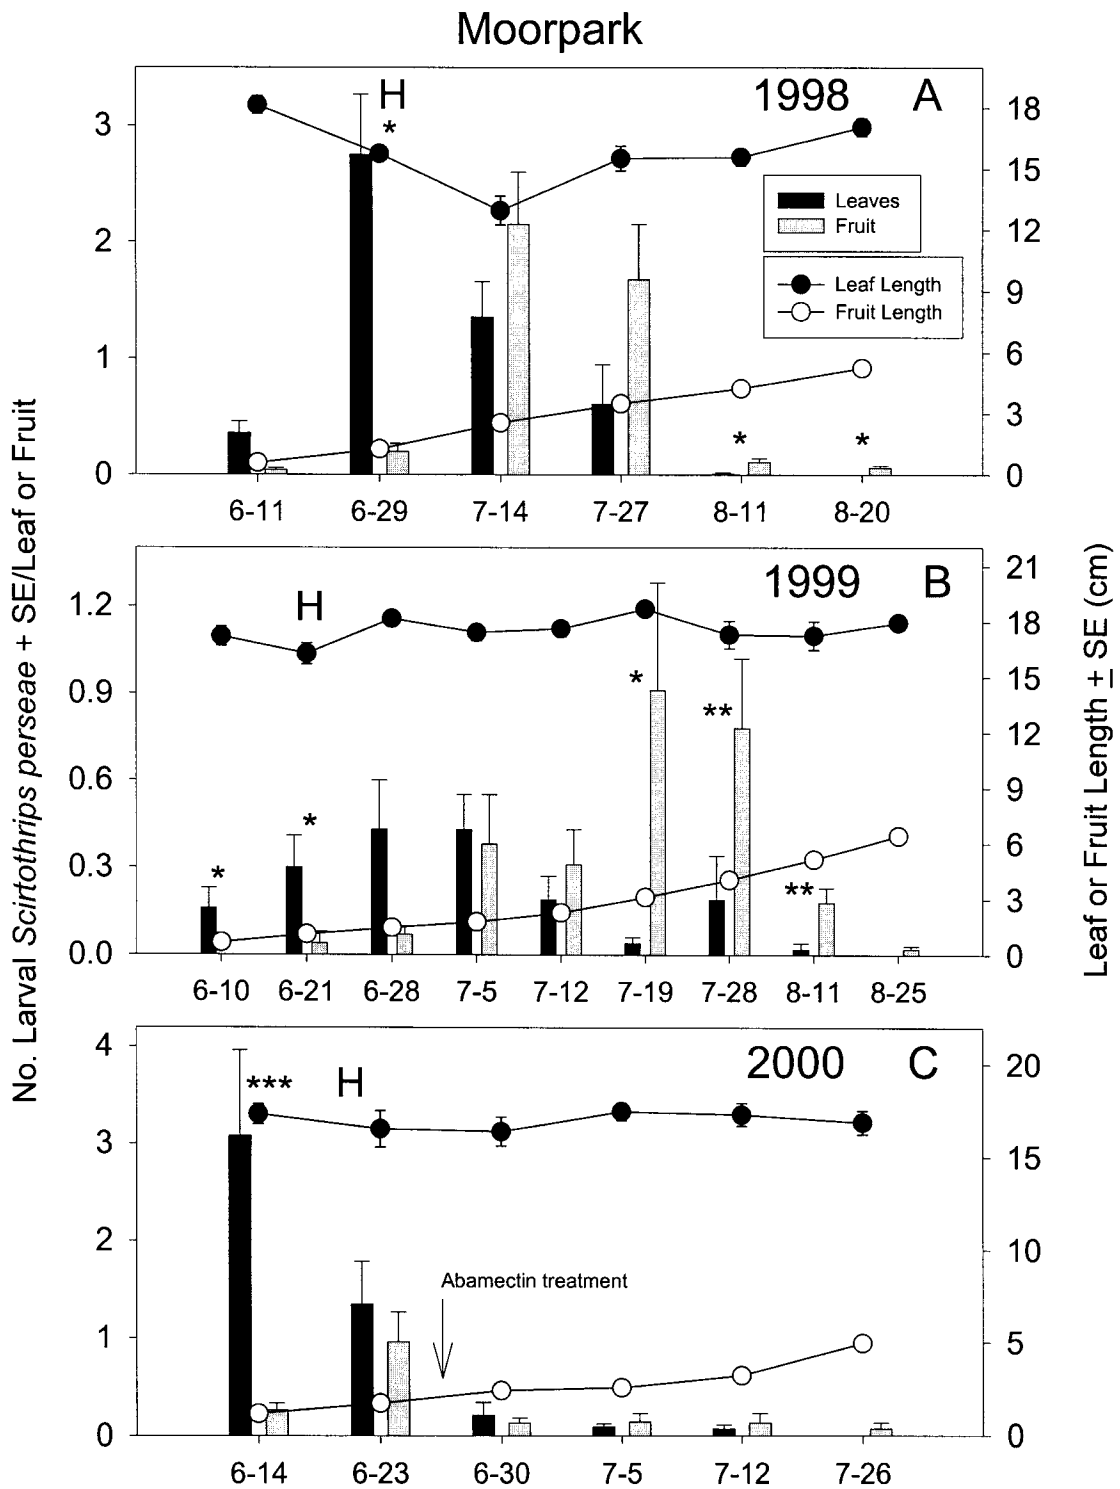 Moorpark
No. Larval Scirtothrips perseae + SE/Leaf or Fruit
Leaf or Fruit Length ± SE (cm)
H 1998 A
*
Leaves
Fruit
Leaf Length
Fruit Length
* *
3
2
1
0
18
15
12
9
6
3
0
6-11 6-29 7-14 7-27 8-11 8-20
H 1999 B
* * * ** **
1.2
0.9
0.6
0.3
0.0
21
18
15
12
9
6
3
0
6-10 6-21 6-28 7-5 7-12 7-19 7-28 8-11 8-25
*** H 2000 C
Abamectin treatment
4
3
2
1
0
20
15
10
5
0
6-14 6-23 6-30 7-5 7-12 7-26